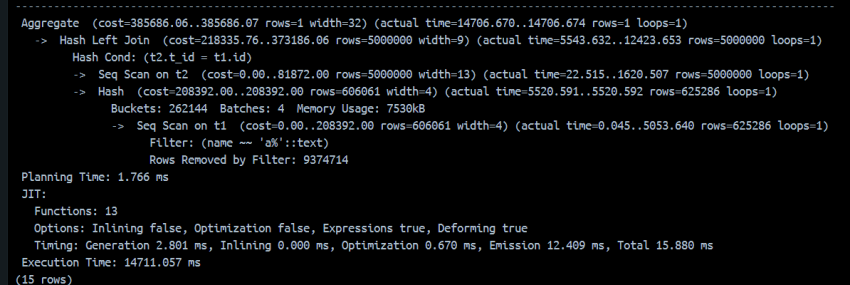 Aggregate  (cost=385686.06..385686.07 rows=1 width=32) (actual time=14706.670..14706.674 rows=1 loops=1)
  ->  Hash Left Join  (cost=218335.76..373186.06 rows=5000000 width=9) (actual time=5543.632..12423.653 rows=5000000 loops=1)
        Hash Cond: (t2.t_id = t1.id)
        ->  Seq Scan on t2  (cost=0.00..81872.00 rows=5000000 width=13) (actual time=22.515..1620.507 rows=5000000 loops=1)
        ->  Hash  (cost=208392.00..208392.00 rows=606061 width=4) (actual time=5520.591..5520.592 rows=625286 loops=1)
              Buckets: 262144  Batches: 4  Memory Usage: 7530kB
              ->  Seq Scan on t1  (cost=0.00..208392.00 rows=606061 width=4) (actual time=0.045..5053.640 rows=625286 loops=1)
                    Filter: (name ~~ 'a%'::text)
                    Rows Removed by Filter: 9374714
Planning Time: 1.766 ms
JIT:
  Functions: 13
  Options: Inlining false, Optimization false, Expressions true, Deforming true
  Timing: Generation 2.801 ms, Inlining 0.000 ms, Optimization 0.670 ms, Emission 12.409 ms, Total 15.880 ms
Execution Time: 14711.057 ms
(15 rows)